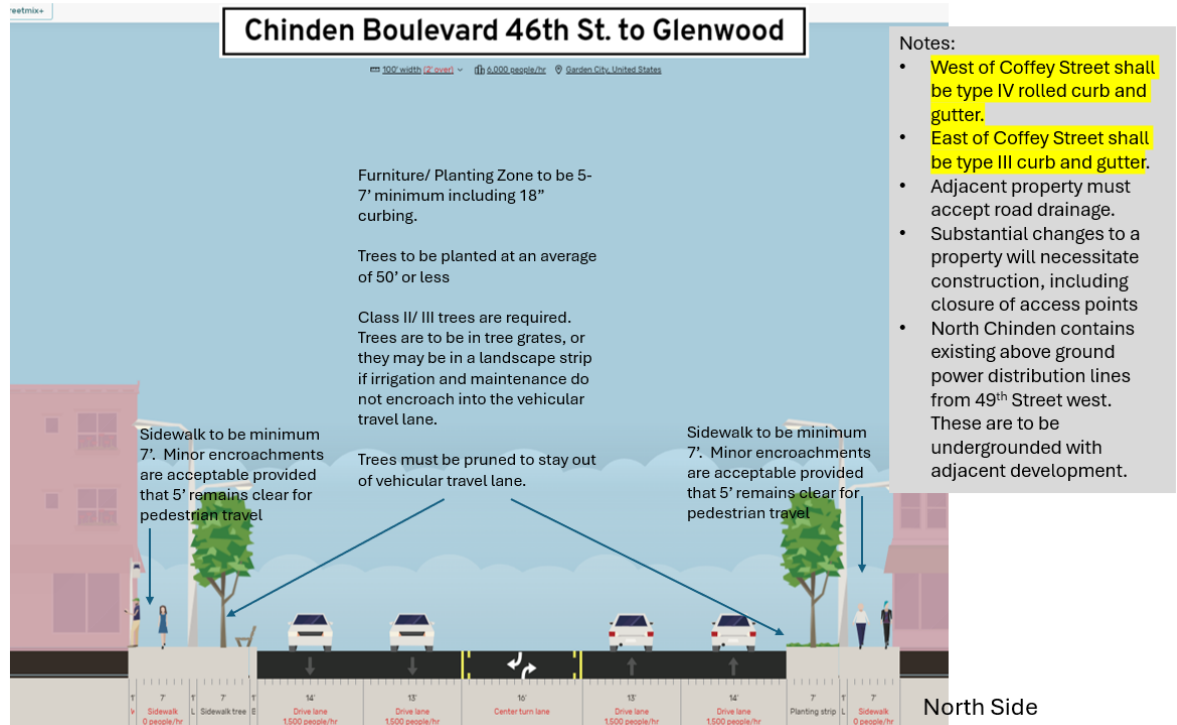 reetmix+
Chinden Boulevard 46th St. to Glenwood
100' width (2' over) 6,000 people/hr Garden City, United States
Notes:
• West of Coffey Street shall
be type IV rolled curb and
gutter.
• East of Coffey Street shall
be type III curb and gutter.
• Adjacent property must
accept road drainage.
• Substantial changes to a
property will necessitate
construction, including
closure of access points
• North Chinden contains
existing above ground
power distribution lines
from 49th Street west.
These are to be
undergrounded with
adjacent development.
Furniture/ Planting Zone to be 5-
7’ minimum including 18”
curbing.
Trees to be planted at an average
of 50’ or less
Class II/ III trees are required.
Trees are to be in tree grates, or
they may be in a landscape strip
if irrigation and maintenance do
not encroach into the vehicular
travel lane.
Trees must be pruned to stay out
of vehicular travel lane.
Sidewalk to be minimum
7’. Minor encroachments
are acceptable provided
that 5’ remains clear for
pedestrian travel
Sidewalk to be minimum
7’. Minor encroachments
are acceptable provided
that 5’ remains clear for
pedestrian travel
7' 7' 14' 13' 16' 13' 14' 7' 7'
Sidewalk L Sidewalk tree E Drive lane Drive lane Center turn lane Drive lane Drive lane Planting strip L Sidewalk
0 people/hr 1,500 people/hr 1,500 people/hr 1,500 people/hr 1,500 people/hr 0 people/hr
North Side